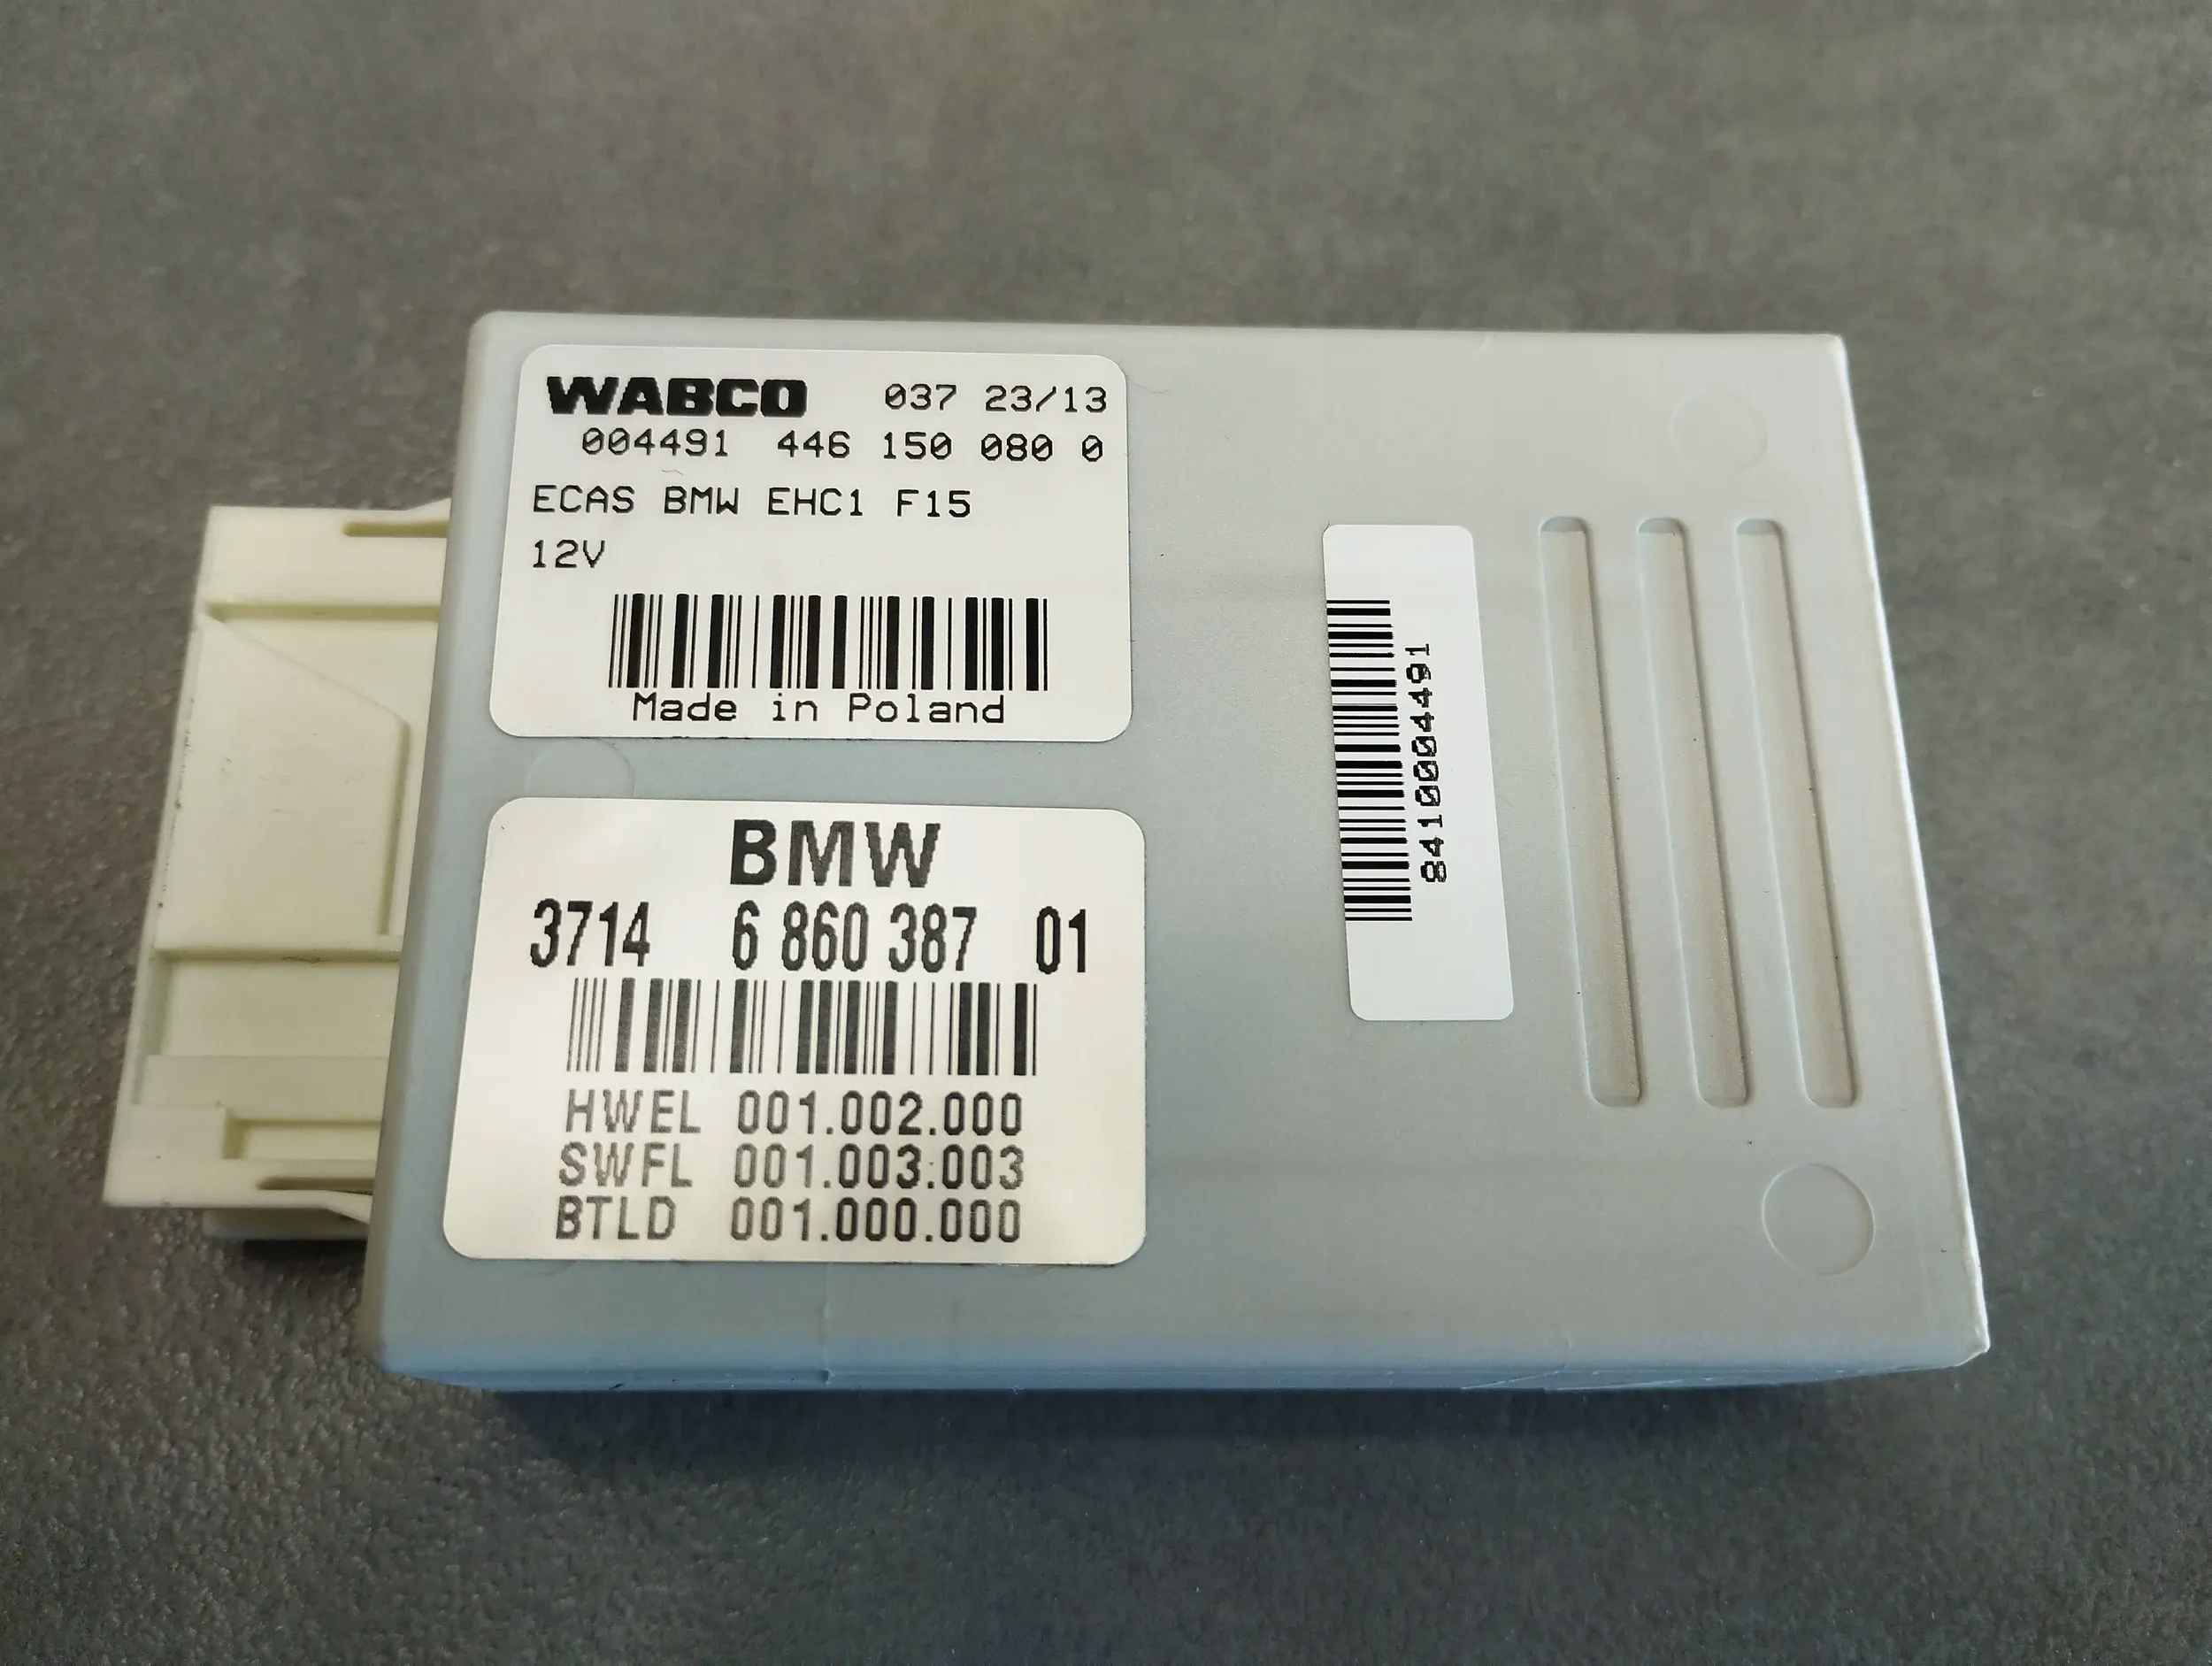 WABCO 037 23/13
004491 446 150 080 0
ECAS BMW EHC1 F15
12V
Made in Poland
BMW
3714 6 860 387 01
HWEL 001.002.000
SWFL 001.003.003
BTLD 001.000.000
841000004491